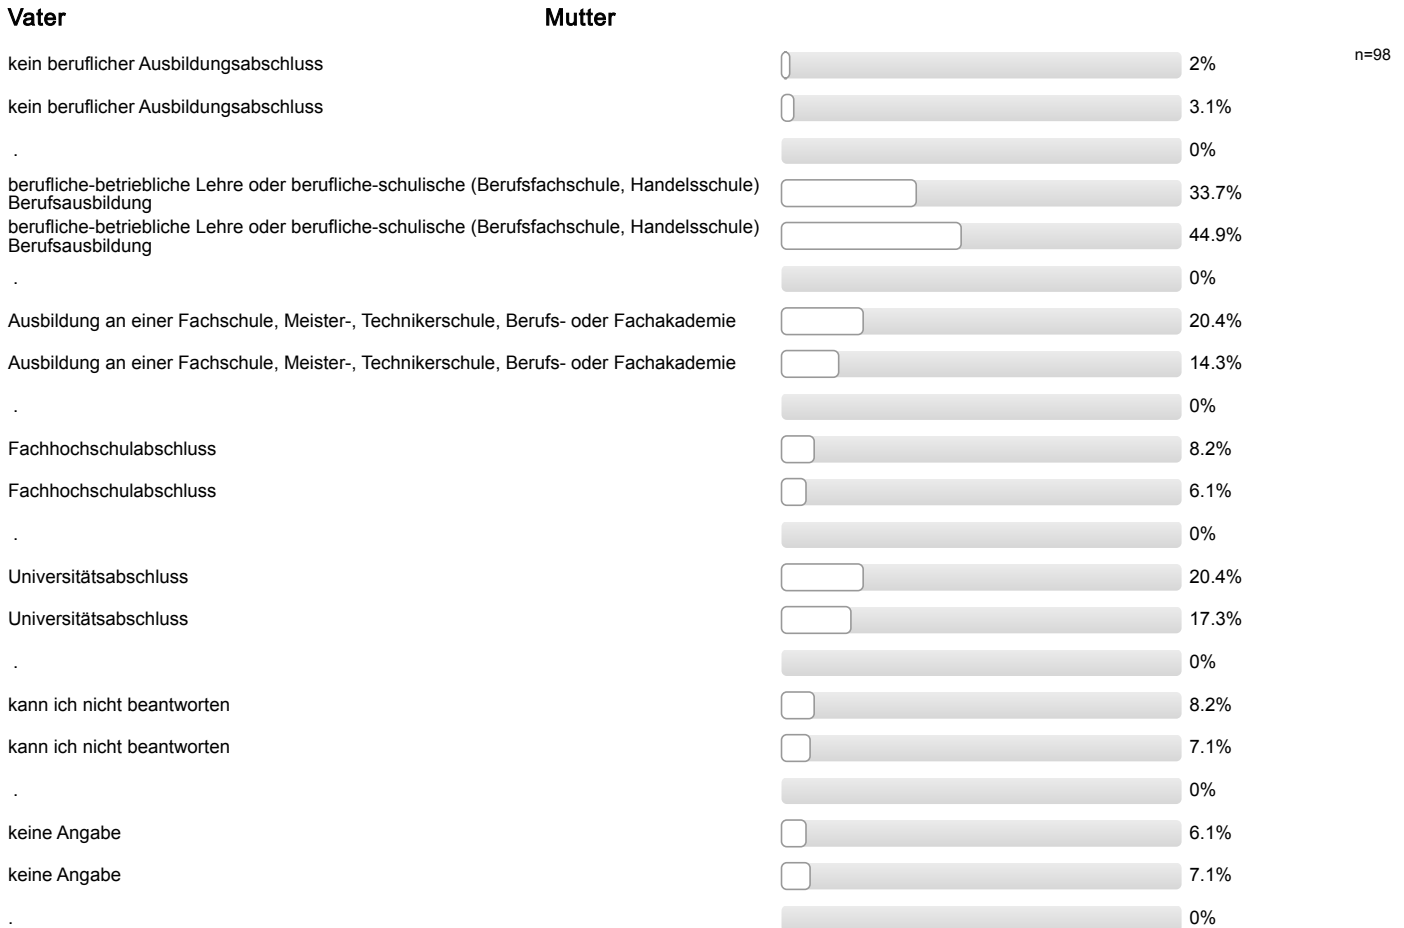 Vater Mutter
kein beruflicher Ausbildungsabschluss 2% n=98
kein beruflicher Ausbildungsabschluss 3.1%
. 0%
berufliche-betriebliche Lehre oder berufliche-schulische (Berufsfachschule, Handelsschule)
Berufsausbildung 33.7%
berufliche-betriebliche Lehre oder berufliche-schulische (Berufsfachschule, Handelsschule)
Berufsausbildung 44.9%
. 0%
Ausbildung an einer Fachschule, Meister-, Technikerschule, Berufs- oder Fachakademie 20.4%
Ausbildung an einer Fachschule, Meister-, Technikerschule, Berufs- oder Fachakademie 14.3%
. 0%
Fachhochschulabschluss 8.2%
Fachhochschulabschluss 6.1%
. 0%
Universitätsabschluss 20.4%
Universitätsabschluss 17.3%
. 0%
kann ich nicht beantworten 8.2%
kann ich nicht beantworten 7.1%
. 0%
keine Angabe 6.1%
keine Angabe 7.1%
. 0%